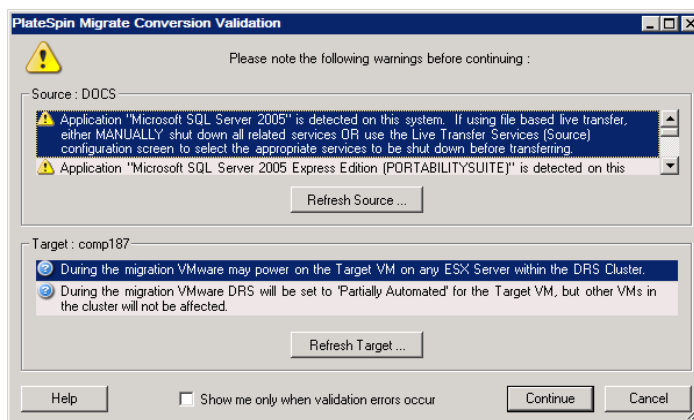 PlateSpin Migrate Conversion Validation
Please note the following warnings before continuing :
Source : DOCS
Application "Microsoft SQL Server 2005" is detected on this system. If using file based live transfer,
either MANUALLY shut down all related services OR use the Live Transfer Services (Source)
configuration screen to select the appropriate services to be shut down before transferring.
Application "Microsoft SQL Server 2005 Express Edition (PORTABILITYSUITE)" is detected on this
Refresh Source ...
Target : comp187
During the migration VMware may power on the Target VM on any ESX Server within the DRS Cluster.
During the migration VMware DRS will be set to 'Partially Automated' for the Target VM, but other VMs in
the cluster will not be affected.
Refresh Target ...
Help
Show me only when validation errors occur
Continue
Cancel